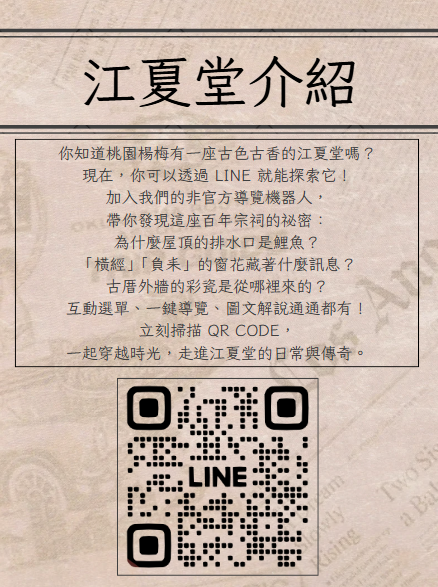 江夏堂介紹
你知道桃園楊梅有一座古色古香的江夏堂嗎？
現在，你可以透過 LINE 就能探索它！
加入我們的非官方導覽機器人，
帶你發現這座百年宗祠的祕密：
為什麼屋頂的排水口是鯉魚？
「橫經」「負耒」的窗花藏著什麼訊息？
古厝外牆的彩瓷是從哪裡來的？
互動選單、一鍵導覽、圖文解說通通都有！
立刻掃描 QR CODE，
一起穿越時光，走進江夏堂的日常與傳奇。
LINE